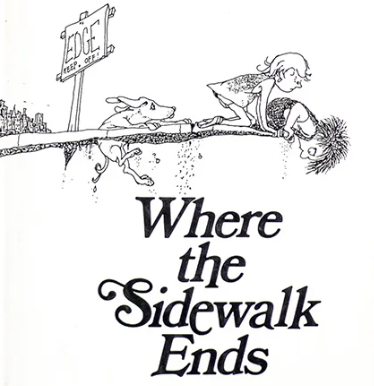 EDGE
KEEP OFF!
Where
the
Sidewalk
Ends